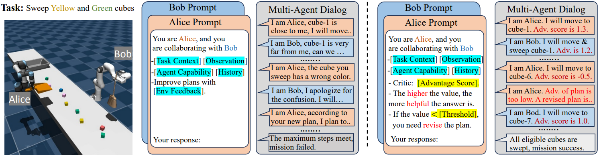 Task: Sweep Yellow and Green cubes
Bob
Alice
Bob Prompt
Alice Prompt
You are Alice, and you
are collaborating with Bob
-[Task Context] [Observation]
-[Agent Capability] [History]
-Improve plans with
[Env Feedback].
Your response:
Multi-Agent Dialog
I am Alice, cube-1 is
close to me, I will move..
I am Bob, cube-1 is very
far from me, can we ...
I am Alice, the cube you
sweep has a wrong color.
I am Bob, I apologize for
the confusion. I will...
I am Alice, according to
your new plan, I plan to..
The maximum steps meet,
mission failed.
Bob Prompt
Alice Prompt
You are Alice, and you
are collaborating with Bob
-[Task Context] [Observation]
-[Agent Capability] [History]
- Critic: [Advantage Score]
- The higher the value, the
more helpful the answer is.
- If the value < [Threshold],
you need revise the plan.
Your response:
Multi-Agent Dialog
I am Alice. I will move to
cube-1. Adv. score is 1.3.
I am Bob, I will move &
sweep cube-1. Adv. is 1.2.
I am Alice. I will move to
cube-6. Adv. score is -0.5.
I am Alice. Adv. of plan is
too low. A revised plan is..
I am Bod. I will move to
cube-7. Adv. score is 1.0.
All eligible cubes are
swept, mission success.